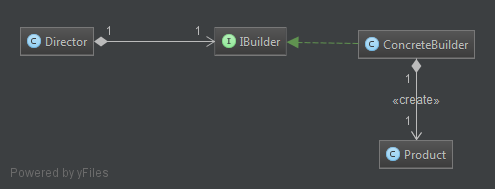 1 1
C Director I IBuilder C ConcreteBuilder
1
«create»
1
C Product
Powered by yFiles